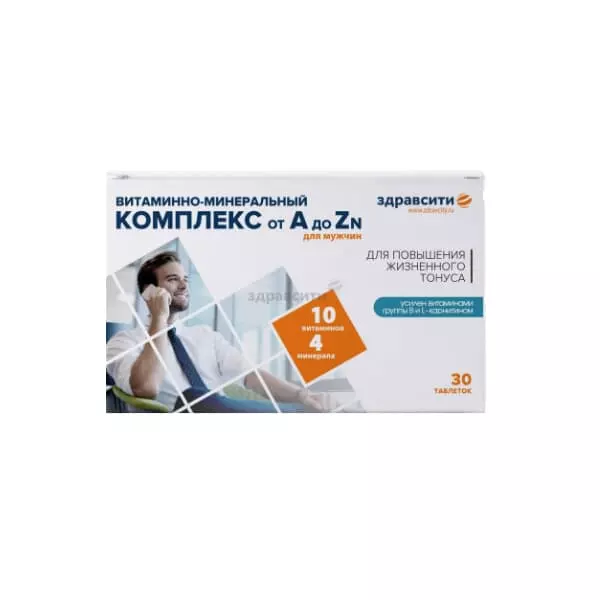 ВИТАМИННО-МИНЕРАЛЬНЫЙ
КОМПЛЕКС от А до Zn
для мужчин
здравсити
www.zdravcity.ru
ДЛЯ ПОВЫШЕНИЯ
ЖИЗНЕННОГО
ТОНУСА
усилен витаминами
группы В и L-карнитином
здравсити
10
витаминов
4
минерала
30
ТАБЛЕТОК